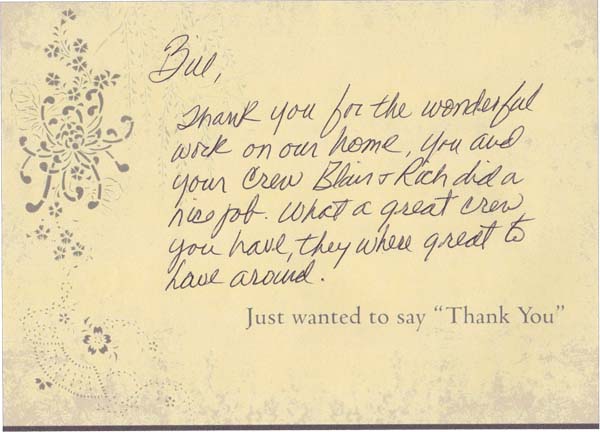 Bill,
Thank you for the wonderful
work on our home, you and
your crew Blair & Rich did a
nice job. What a great crew
you have, they where great to
have around.
Just wanted to say “Thank You”